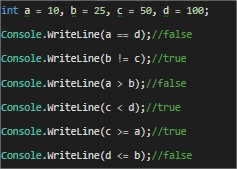 int a = 10, b = 25, c = 50, d = 100;
Console.WriteLine(a == d);//false
Console.WriteLine(b != c);//true
Console.WriteLine(a > b);//false
Console.WriteLine(c < d);//true
Console.WriteLine(c >= a);//true
Console.WriteLine(d <= b);//false